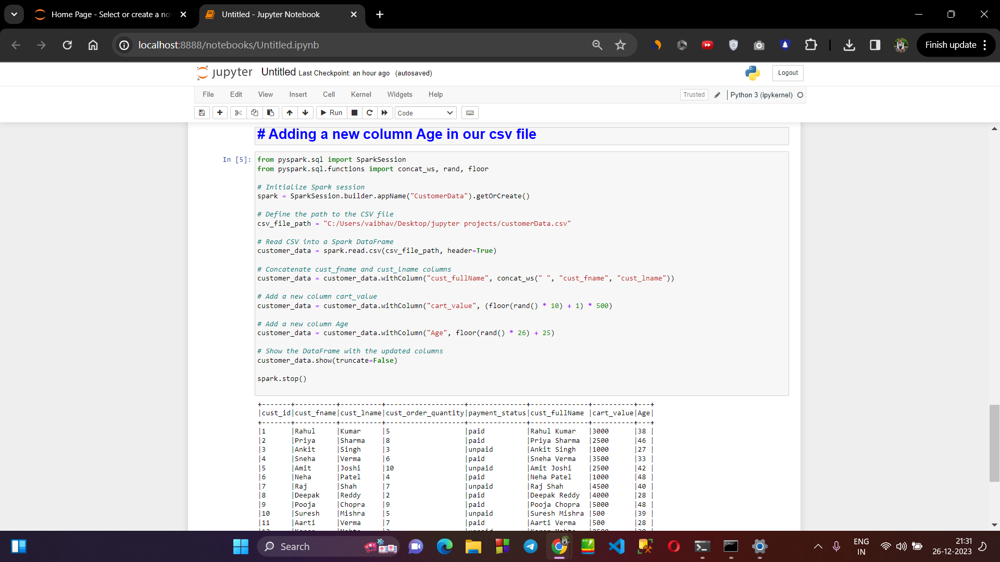 Home Page - Select or create a no
Untitled - Jupyter Notebook
localhost:8888/notebooks/Untitled.ipynb
Finish update
jupyter Untitled Last Checkpoint: an hour ago (autosaved)
Logout
File Edit View Insert Cell Kernel Widgets Help
Trusted
Python 3 (ipykernel)
Run
Code
# Adding a new column Age in our csv file
In [5]:
from pyspark.sql import SparkSession
from pyspark.sql.functions import concat_ws, rand, floor
# Initialize Spark session
spark = SparkSession.builder.appName("CustomerData").getOrCreate()
# Define the path to the CSV file
csv_file_path = "C:/Users/vaibhav/Desktop/jupyter projects/customerData.csv"
# Read CSV into a Spark DataFrame
customer_data = spark.read.csv(csv_file_path, header=True)
# Concatenate cust_fname and cust_lname columns
customer_data = customer_data.withColumn("cust_fullName", concat_ws(" ", "cust_fname", "cust_lname"))
# Add a new column cart_value
customer_data = customer_data.withColumn("cart_value", (floor(rand() * 10) + 1) * 500)
# Add a new column Age
customer_data = customer_data.withColumn("Age", floor(rand() * 26) + 25)
# Show the DataFrame with the updated columns
customer_data.show(truncate=False)
spark.stop()
+-------+----------+----------+-------------------+--------------+-------------+----------+---+
|cust_id|cust_fname|cust_lname|cust_order_quantity|payment_status|cust_fullName |cart_value|Age|
+-------+----------+----------+-------------------+--------------+-------------+----------+---+
|1 |Rahul |Kumar |5 |paid |Rahul Kumar |3000 |38 |
|2 |Priya |Sharma |8 |paid |Priya Sharma |2500 |46 |
|3 |Ankit |Singh |3 |unpaid |Ankit Singh |1000 |27 |
|4 |Sneha |Verma |6 |paid |Sneha Verma |3500 |33 |
|5 |Amit |Joshi |10 |unpaid |Amit Joshi |2500 |42 |
|6 |Neha |Patel |4 |paid |Neha Patel |1000 |48 |
|7 |Raj |Shah |7 |unpaid |Raj Shah |4500 |40 |
|8 |Deepak |Reddy |2 |paid |Deepak Reddy |4000 |28 |
|9 |Pooja |Chopra |9 |paid |Pooja Chopra |5000 |48 |
|10 |Suresh |Mishra |5 |unpaid |Suresh Mishra |500 |39 |
|11 |Aarti |Verma |7 |paid |Aarti Verma |500 |28 |
Search
ENG
IN
21:31
26-12-2023